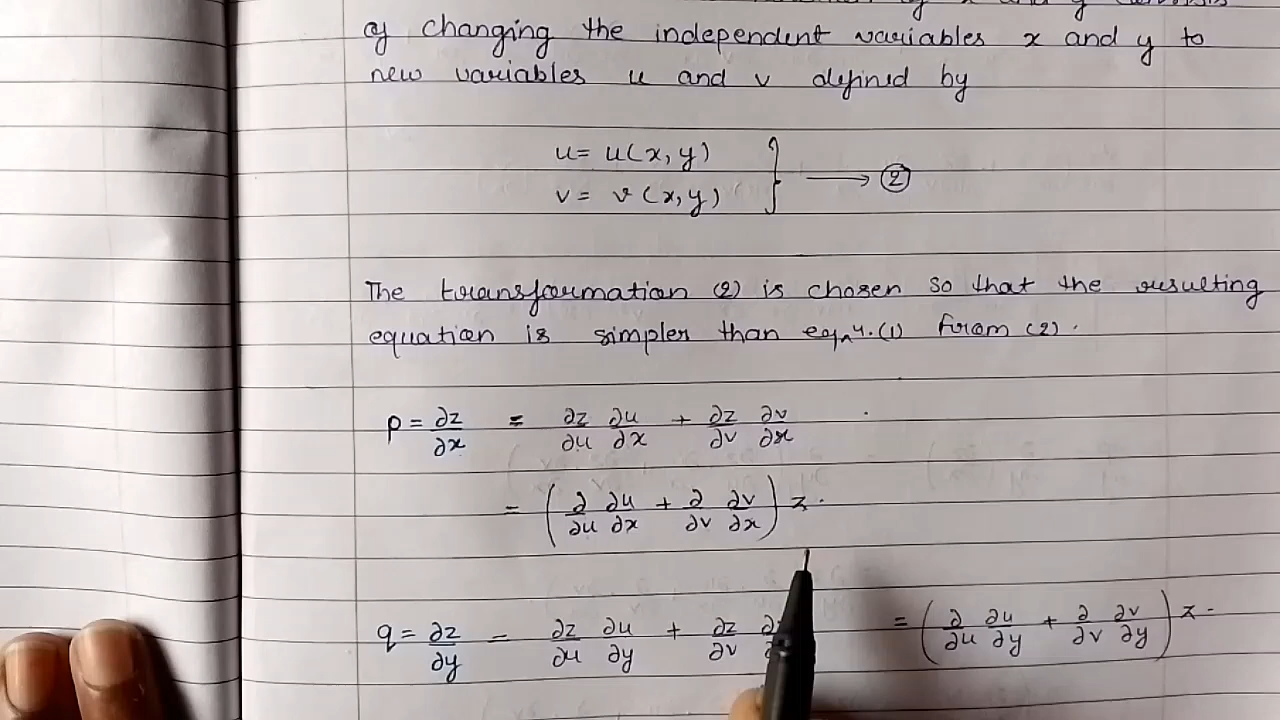 of changing the independent variables x and y to
new variables u and v defined by
u = u(x, y)
v = v(x, y) } ⟶ ②
The transformation (2) is chosen so that the resulting
equation is simpler than eqn 4.(1) From (2).
p = ∂z/∂x = ∂z/∂u ∂u/∂x + ∂z/∂v ∂v/∂x
= (∂/∂u ∂u/∂x + ∂/∂v ∂v/∂x) z.
q = ∂z/∂y = ∂z/∂u ∂u/∂y + ∂z/∂v = (∂/∂u ∂u/∂y + ∂/∂v ∂v/∂y) z.